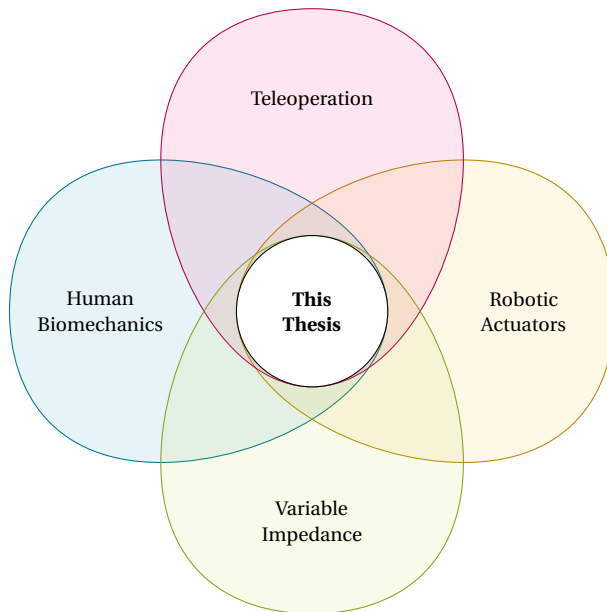 Teleoperation
Human
Biomechanics
This
Thesis
Robotic
Actuators
Variable
Impedance